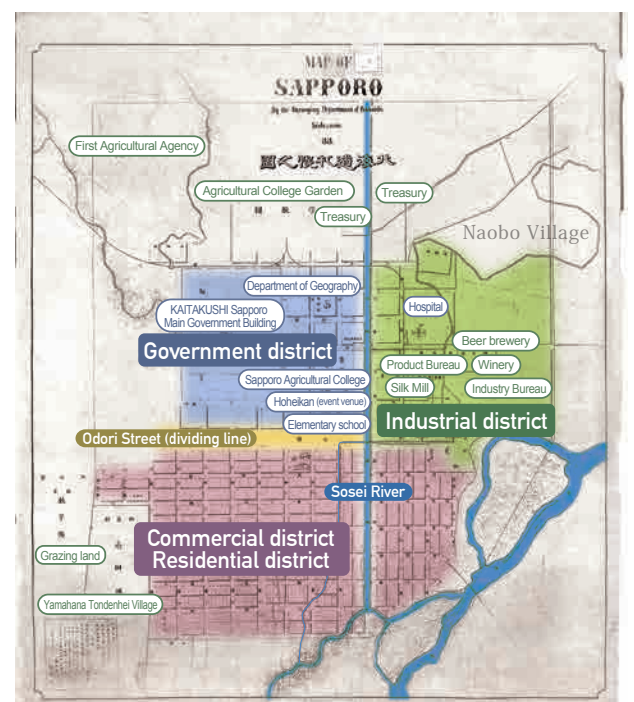 MAP OF
SAPPORO
First Agricultural Agency
Agricultural College Garden
Treasury
Treasury
Naobo Village
Department of Geography
KAITAKUSHI Sapporo
Main Government Building
Hospital
Government district
Beer brewery
Product Bureau
Winery
Sapporo Agricultural College
Silk Mill
Industry Bureau
Hoheikan (event venue)
Elementary school
Industrial district
Odori Street (dividing line)
Sosei River
Commercial district
Residential district
Grazing land
Yamahana Tondenhei Village